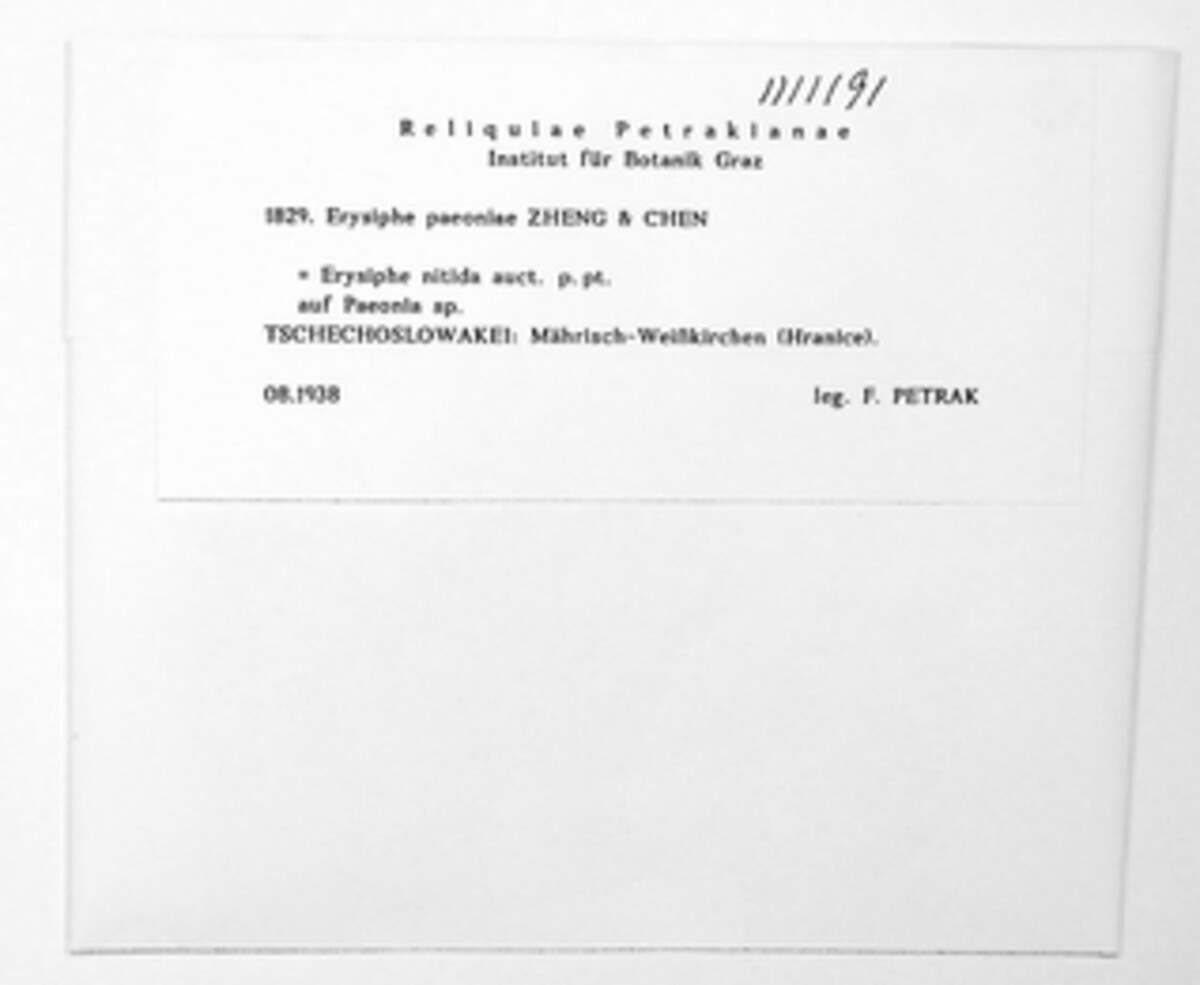 Reliquiae Petrakianae
Institut für Botanik Graz
1829. Erysiphe paeoniae ZHENG & CHEN
= Erysiphe nitida auct. p. pt.
auf Paeonia sp.
TSCHECHOSLOWAKEI: Mährisch-Weißkirchen (Hranice).
08.1938 leg. F. PETRAK